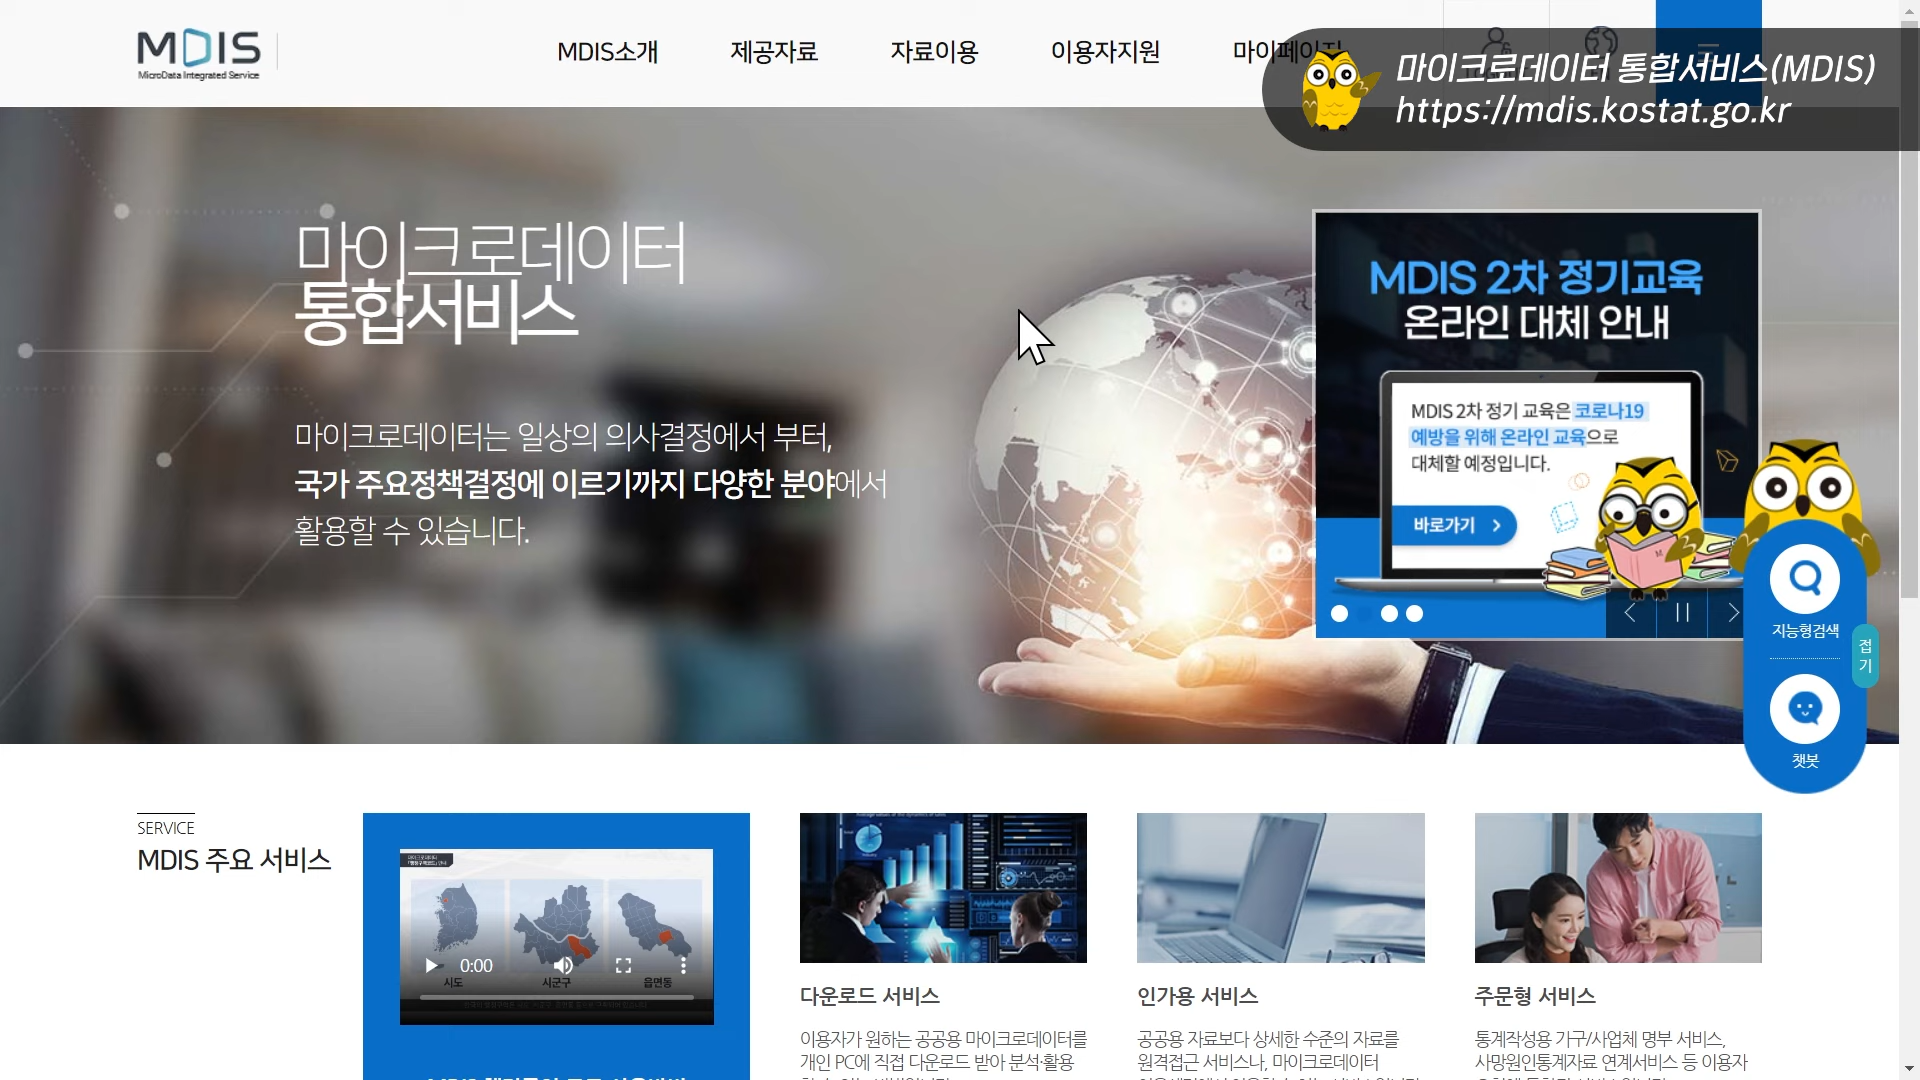 MDIS
MicroData Integrated Service
MDIS소개
제공자료
자료이용
이용자지원
마이페이지
마이크로데이터 통합서비스(MDIS)
https://mdis.kostat.go.kr
마이크로데이터
통합서비스
마이크로데이터는 일상의 의사결정에서 부터,
국가 주요정책결정에 이르기까지 다양한 분야에서
활용할 수 있습니다.
MDIS 2차 정기교육
온라인 대체 안내
MDIS 2차 정기 교육은 코로나19
예방을 위해 온라인 교육으로
대체할 예정입니다.
바로가기
지능형검색
접기
챗봇
SERVICE
MDIS 주요 서비스
0:00
시도
시군구
읍면동
다운로드 서비스
이용자가 원하는 공공용 마이크로데이터를
개인 PC에 직접 다운로드 받아 분석·활용
인가용 서비스
공공용 자료보다 상세한 수준의 자료를
원격접근 서비스나, 마이크로데이터
주문형 서비스
통계작성용 가구/사업체 명부 서비스,
사망원인통계자료 연계서비스 등 이용자